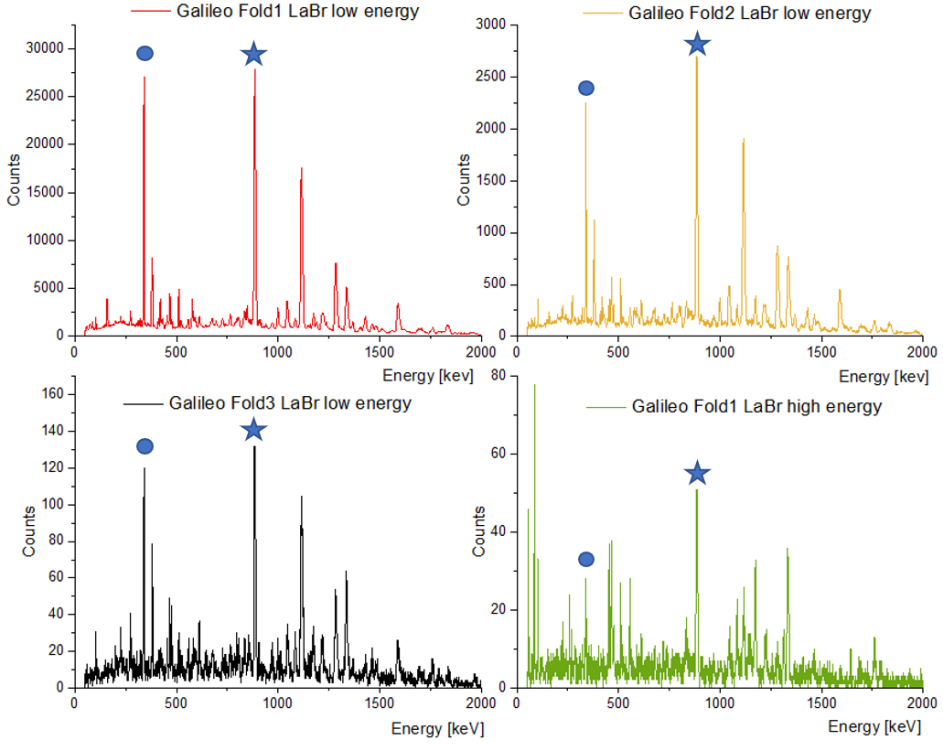 Galileo Fold1 LaBr low energy
30000
25000
20000
15000
10000
5000
0
Counts
0 500 1000 1500 2000
Energy [kev]
Galileo Fold2 LaBr low energy
3000
2500
2000
1500
1000
500
0
Counts
0 500 1000 1500 2000
Energy [kev]
Galileo Fold3 LaBr low energy
160
140
120
100
80
60
40
20
0
Counts
0 500 1000 1500 2000
Energy [keV]
Galileo Fold1 LaBr high energy
80
60
40
20
0
Counts
0 500 1000 1500 2000
Energy [keV]